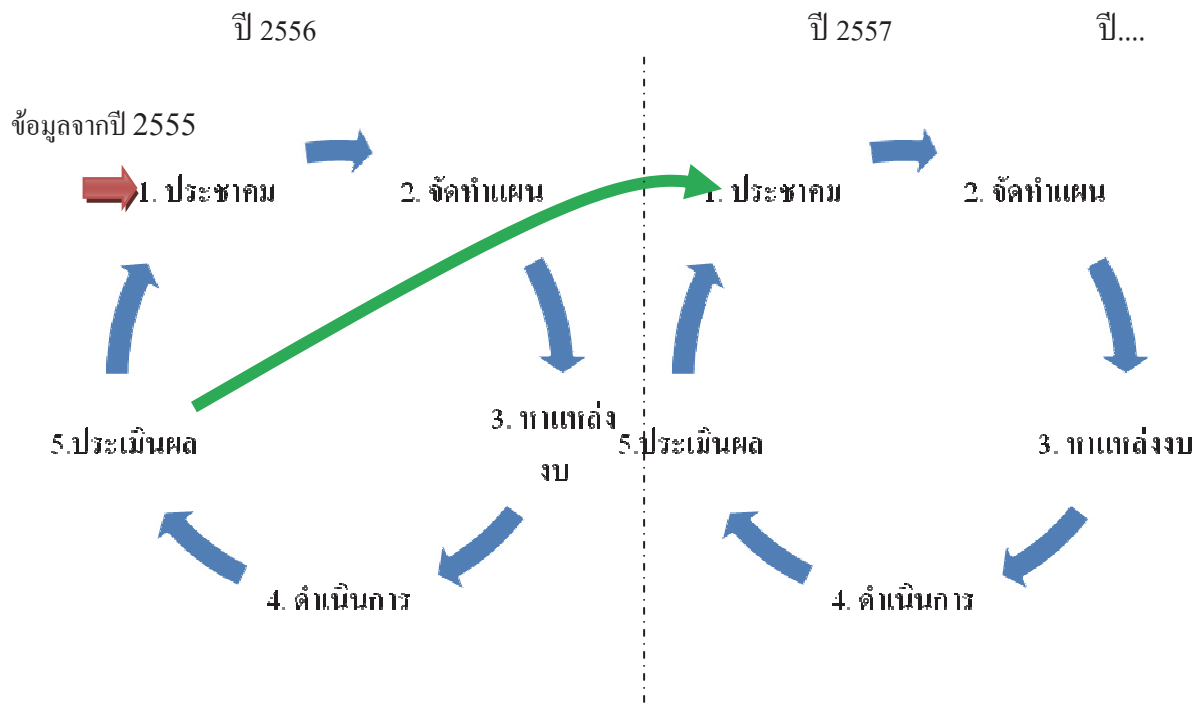 ปี 2556
ปี 2557
ปี....
ข้อมูลจากปี 2555
1. ประชาคม
2. จัดทำแผน
1. ประชาคม
2. จัดทำแผน
3. หาแหล่ง
งบ
5.ประเมินผล
5.ประเมินผล
3. หาแหล่งงบ
4. ดำเนินการ
4. ดำเนินการ